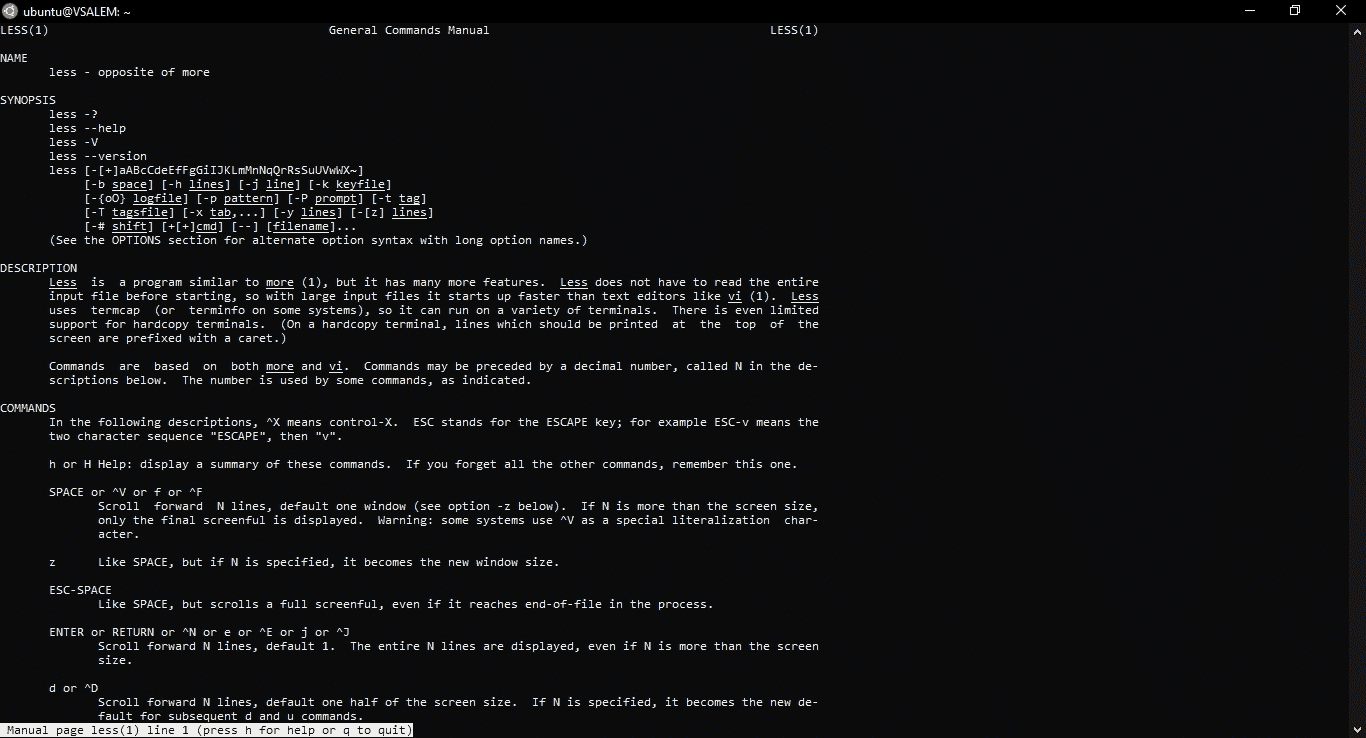 ubuntu@VSALEM: ~
LESS(1) General Commands Manual LESS(1)
NAME
less - opposite of more
SYNOPSIS
less -?
less --help
less -V
less --version
less [-[+]aABcCdeEfFgGiIJKLmMnNqQrRsSuUVwWX~]
[-b space] [-h lines] [-j line] [-k keyfile]
[-{oO} logfile] [-p pattern] [-P prompt] [-t tag]
[-T tagsfile] [-x tab,...] [-y lines] [-[z] lines]
[-# shift] [+[+]cmd] [--] [filename]...
(See the OPTIONS section for alternate option syntax with long option names.)
DESCRIPTION
Less is a program similar to more (1), but it has many more features. Less does not have to read the entire
input file before starting, so with large input files it starts up faster than text editors like vi (1). Less
uses termcap (or terminfo on some systems), so it can run on a variety of terminals. There is even limited
support for hardcopy terminals. (On a hardcopy terminal, lines which should be printed at the top of the
screen are prefixed with a caret.)
Commands are based on both more and vi. Commands may be preceded by a decimal number, called N in the de-
scriptions below. The number is used by some commands, as indicated.
COMMANDS
In the following descriptions, ^X means control-X. ESC stands for the ESCAPE key; for example ESC-v means the
two character sequence "ESCAPE", then "v".
h or H Help: display a summary of these commands. If you forget all the other commands, remember this one.
SPACE or ^V or f or ^F
Scroll forward N lines, default one window (see option -z below). If N is more than the screen size,
only the final screenful is displayed. Warning: some systems use ^V as a special literalization char-
acter.
z Like SPACE, but if N is specified, it becomes the new window size.
ESC-SPACE
Like SPACE, but scrolls a full screenful, even if it reaches end-of-file in the process.
ENTER or RETURN or ^N or e or ^E or j or ^J
Scroll forward N lines, default 1. The entire N lines are displayed, even if N is more than the screen
size.
d or ^D
Scroll forward N lines, default one half of the screen size. If N is specified, it becomes the new de-
fault for subsequent d and u commands.
Manual page less(1) line 1 (press h for help or q to quit)